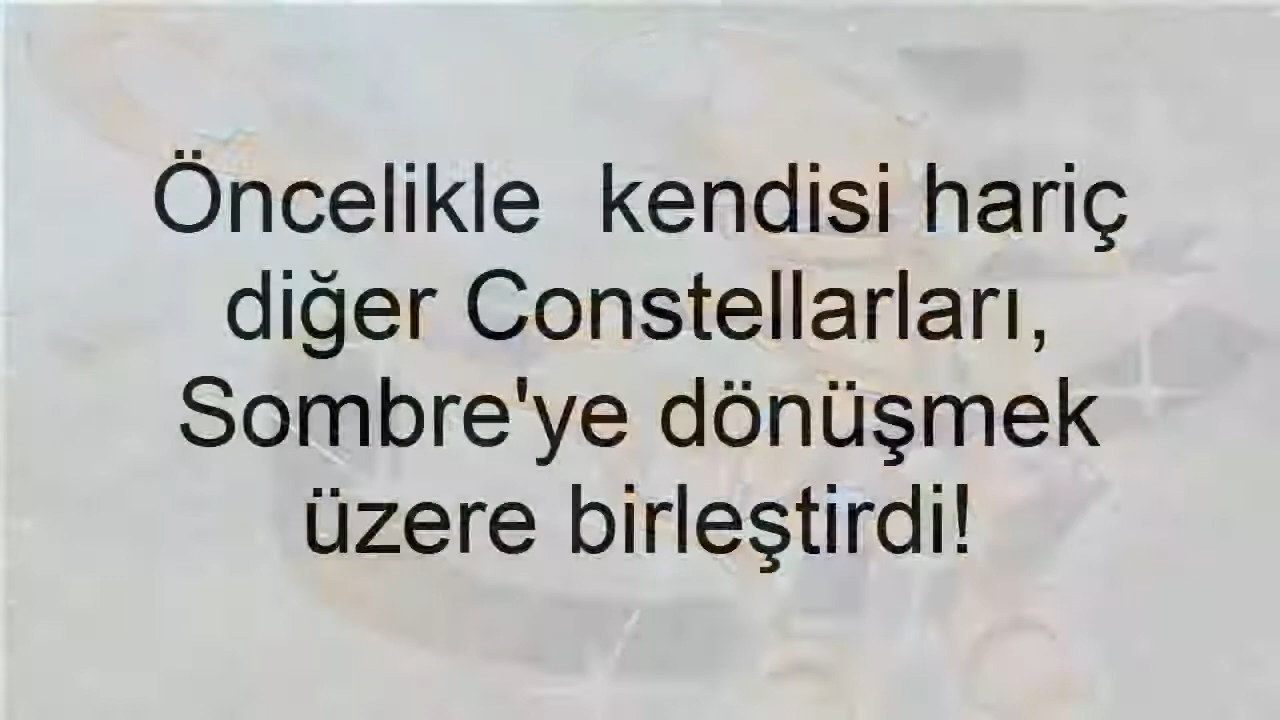 Öncelikle  kendisi hariç
diğer Constellarları,
Sombre'ye dönüşmek
üzere birleştirdi!